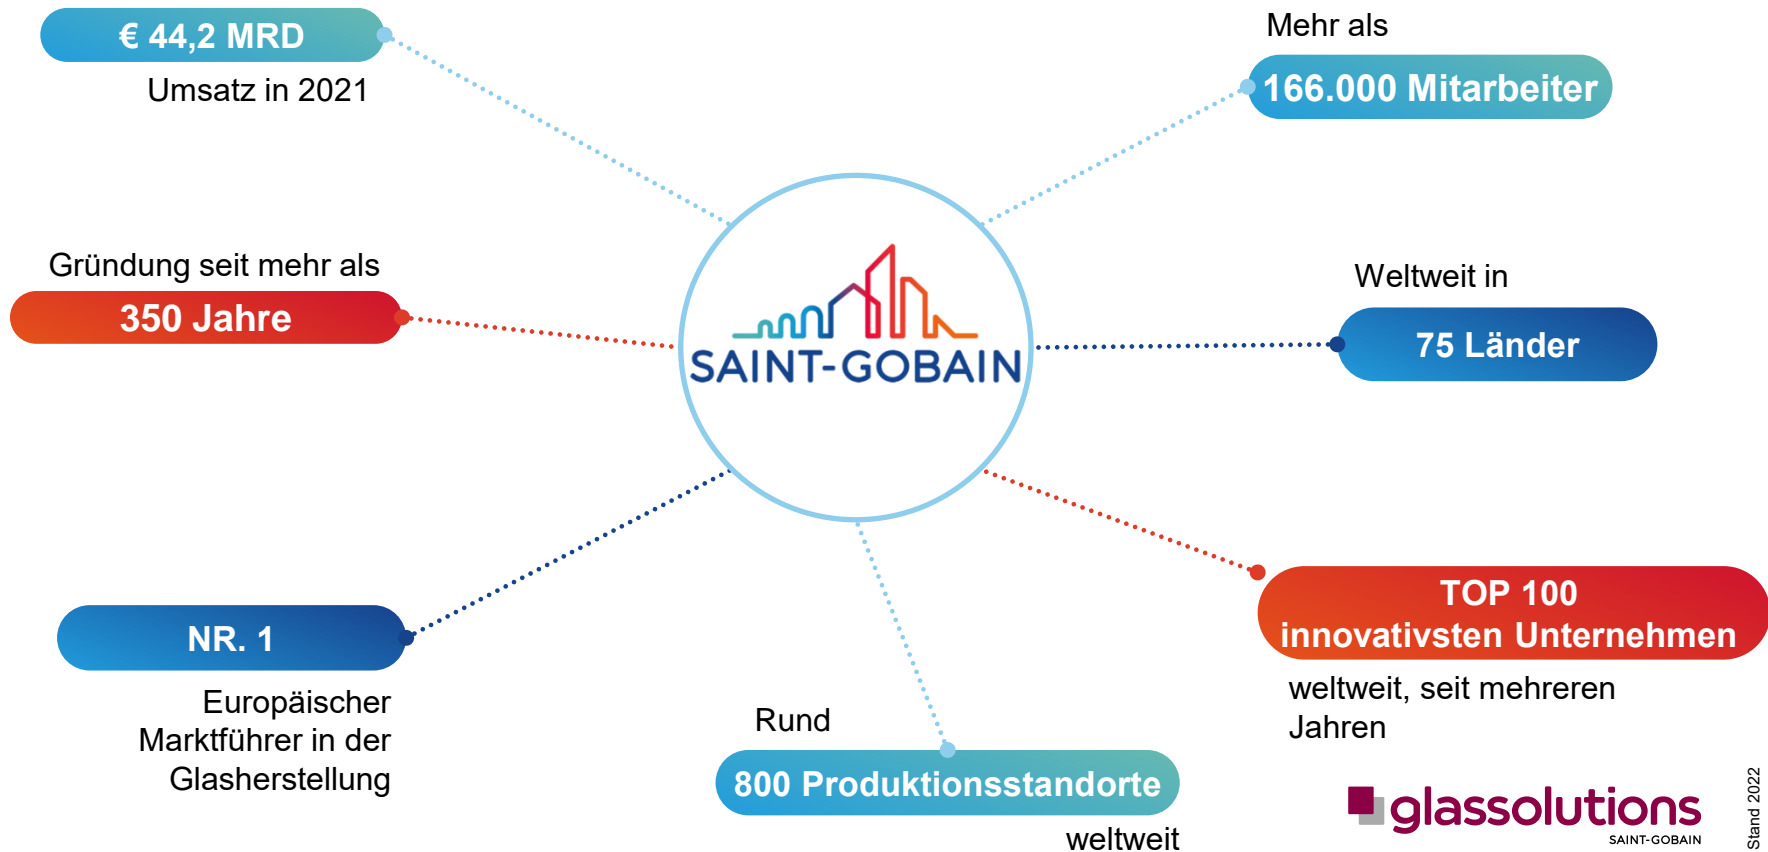 € 44,2 MRD
Umsatz in 2021
Mehr als
166.000 Mitarbeiter
Gründung seit mehr als
350 Jahre
SAINT-GOBAIN
Weltweit in
75 Länder
NR. 1
Europäischer
Marktführer in der
Glasherstellung
Rund
800 Produktionsstandorte
weltweit
TOP 100
innovativsten Unternehmen
weltweit, seit mehreren
Jahren
glassolutions
SAINT-GOBAIN
Stand 2022